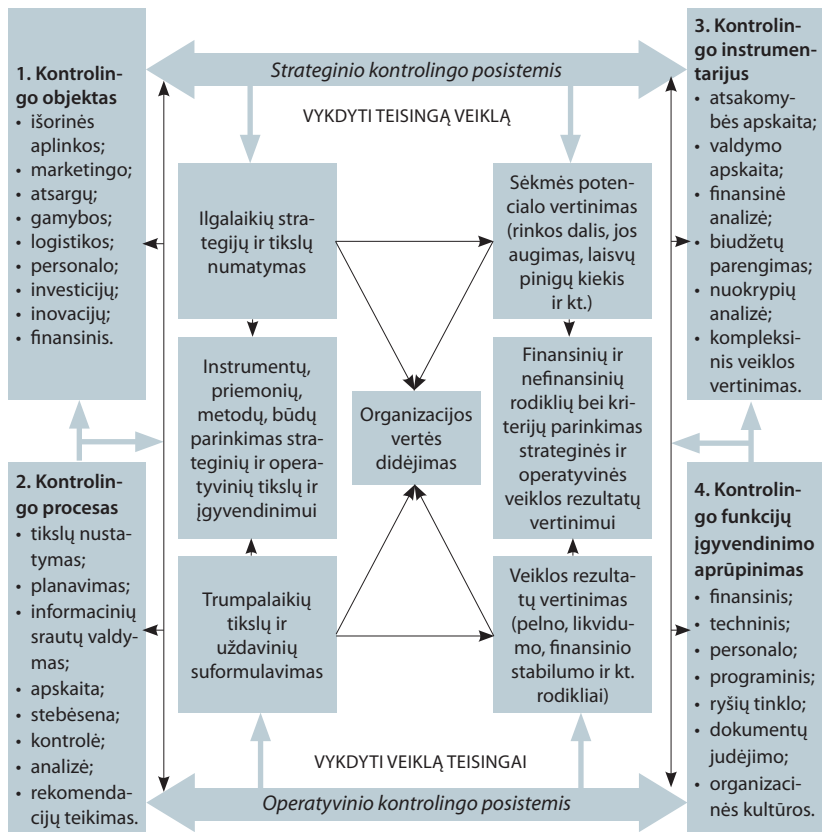 1. Kontrolin-
go objektas
• išorinės
aplinkos;
• marketingo;
• atsargų;
• gamybos;
• logistikos;
• personalo;
• investicijų;
• inovacijų;
• finansinis.
Strateginio kontrolingo posistemis
VYKDYTI TEISINGĄ VEIKLĄ
3. Kontrolin-
go instrumen-
tarijus
• atsakomy-
bės apskaita;
• valdymo
apskaita;
• finansinė
analizė;
• biudžetų
parengimas;
• nuokrypių
analizė;
• kompleksi-
nis veiklos
vertinimas.
Ilgalaikių stra-
tegijų ir tikslų
numatymas
Sėkmės poten-
cialo vertinimas
(rinkos dalis, jos
augimas, laisvų
pinigų kiekis
ir kt.)
Instrumentų,
priemonių,
metodų, būdų
parinkimas stra-
teginių ir opera-
tyvinių tikslų ir
įgyvendinimui
Organizacijos
vertės
didėjimas
Finansinių ir
nefinansinių
rodiklių bei kri-
terijų parinkimas
strateginės ir
operatyvinės
veiklos rezultatų
vertinimui
2. Kontrolin-
go procesas
• tikslų nusta-
tymas;
• planavimas;
• informacinių
srautų valdy-
mas;
• apskaita;
• stebėsena;
• kontrolė;
• analizė;
• rekomenda-
cijų teikimas.
Trumpalaikių
tikslų ir
uždavinių
suformulavimas
Veiklos rezulta-
tų vertinimas
(pelno, likvidu-
mo, finansinio
stabilumo ir kt.
rodikliai)
4. Kontrolin-
go funkcijų
įgyvendinimo
aprūpinimas
• finansinis;
• techninis;
• personalo;
• programinis;
• ryšių tinklo;
• dokumentų
judėjimo;
• organizaci-
nės kultūros.
VYKDYTI VEIKLĄ TEISINGAI
Operatyvinio kontrolingo posistemis